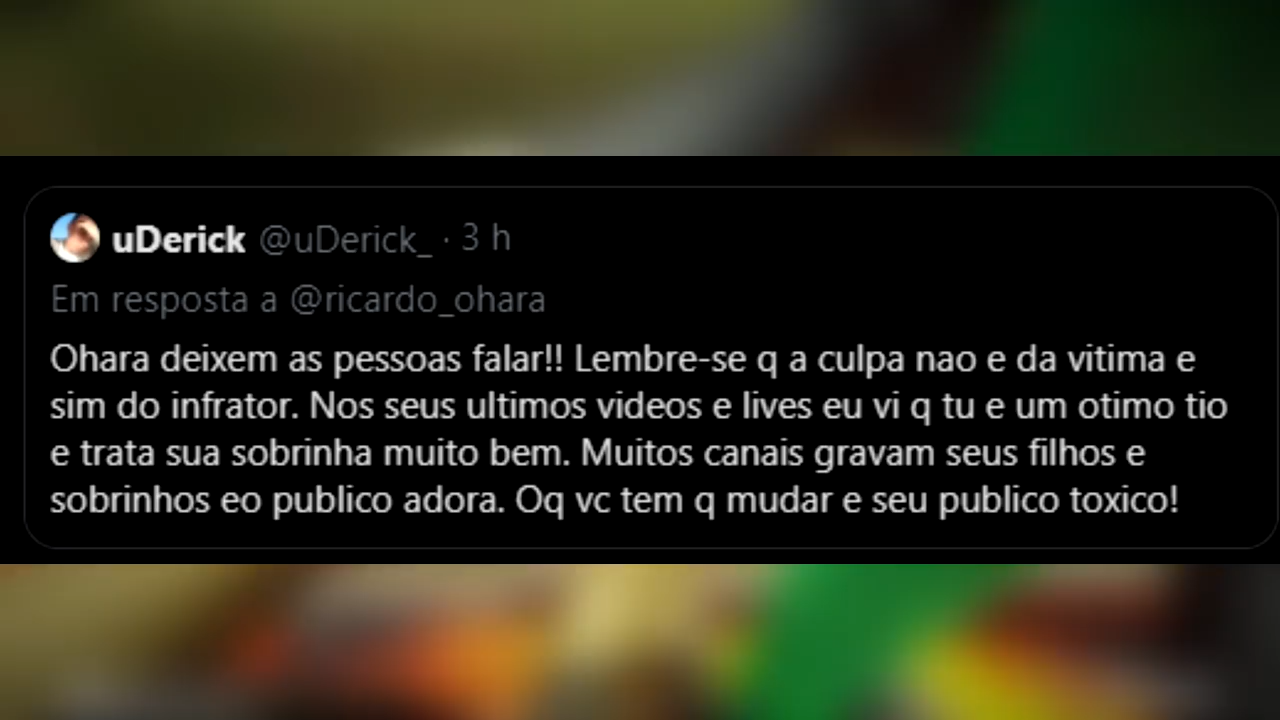 uDerick @uDerick_ · 3 h
Em resposta a @ricardo_ohara
Ohara deixem as pessoas falar!! Lembre-se q a culpa nao e da vitima e
sim do infrator. Nos seus ultimos videos e lives eu vi q tu e um otimo tio
e trata sua sobrinha muito bem. Muitos canais gravam seus filhos e
sobrinhos eo publico adora. Oq vc tem q mudar e seu publico toxico!